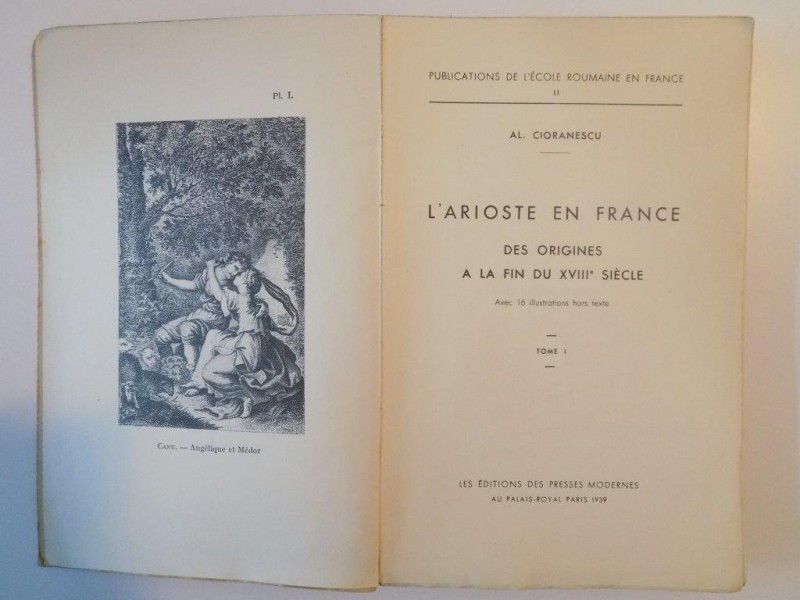 Pl. I.
Canu. — Angélique et Médor
PUBLICATIONS DE L'ÉCOLE ROUMAINE EN FRANCE
II
AL. CIORANESCU
L'ARIOSTE EN FRANCE
DES ORIGINES
A LA FIN DU XVIIIe SIÈCLE
Avec 16 illustrations hors texte
TOME I
LES ÉDITIONS DES PRESSES MODERNES
AU PALAIS-ROYAL PARIS 1939